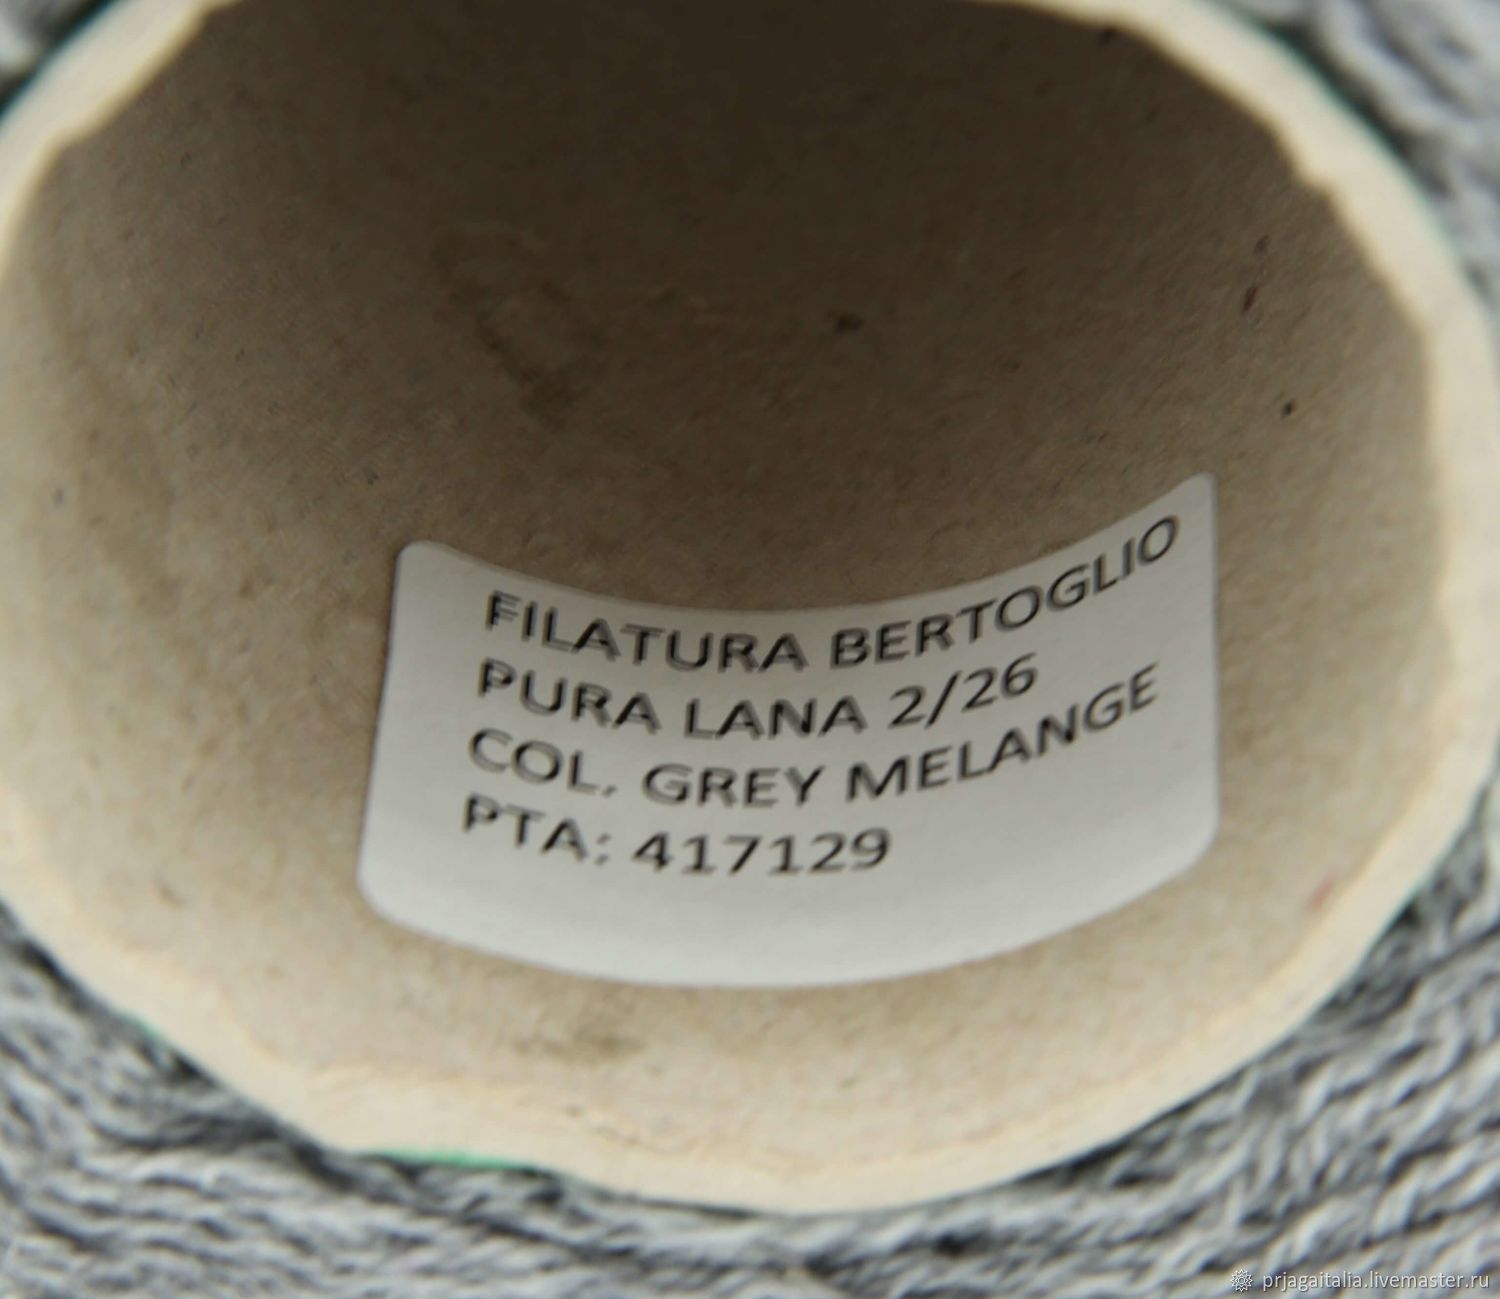 FILATURA BERTOGLIO
PURA LANA 2/26
COL. GREY MELANGE
PTA: 417129
prjagaitalia.livemaster.ru